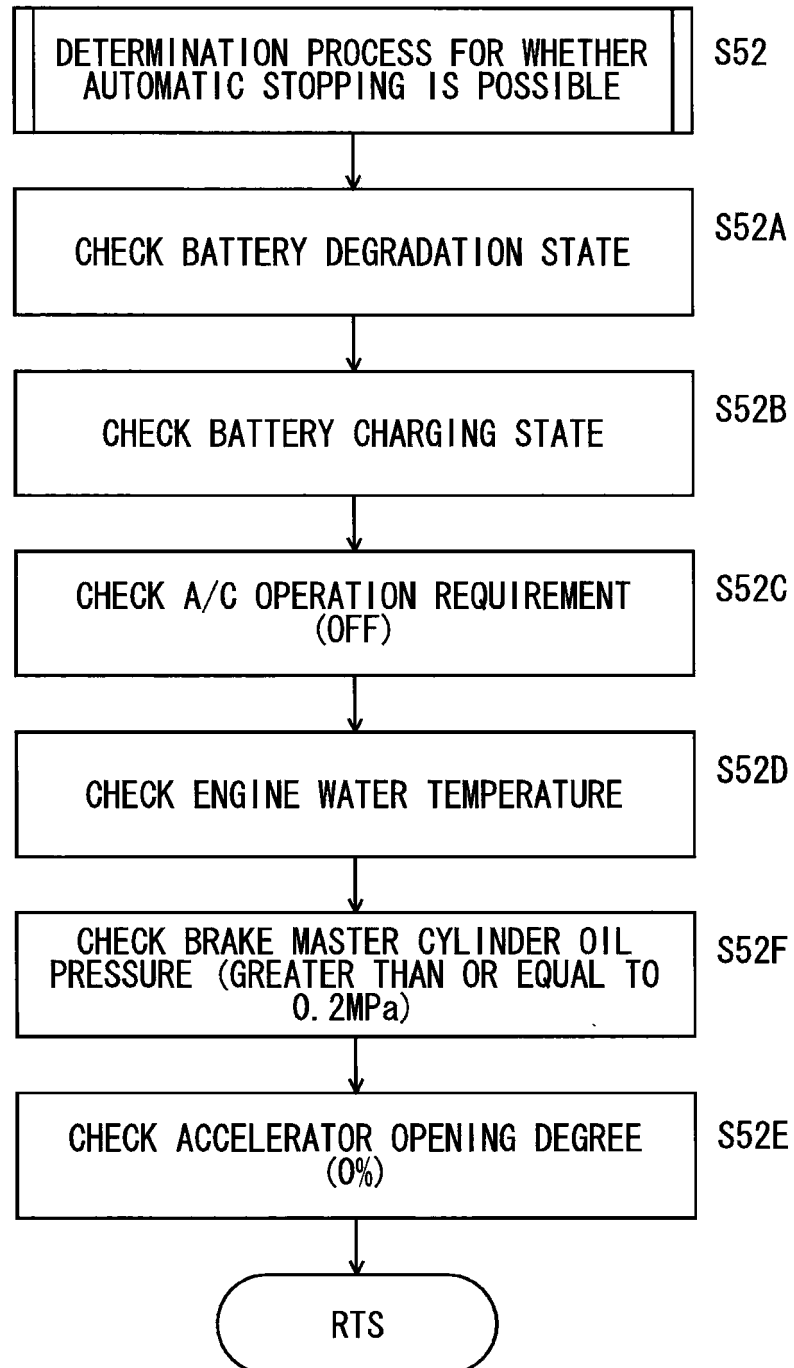 DETERMINATION PROCESS FOR WHETHER
AUTOMATIC STOPPING IS POSSIBLE
S52
CHECK BATTERY DEGRADATION STATE
S52A
CHECK BATTERY CHARGING STATE
S52B
CHECK A/C OPERATION REQUIREMENT
(OFF)
S52C
CHECK ENGINE WATER TEMPERATURE
S52D
CHECK BRAKE MASTER CYLINDER OIL
PRESSURE (GREATER THAN OR EQUAL TO
0.2MPa)
S52F
CHECK ACCELERATOR OPENING DEGREE
(0%)
S52E
RTS